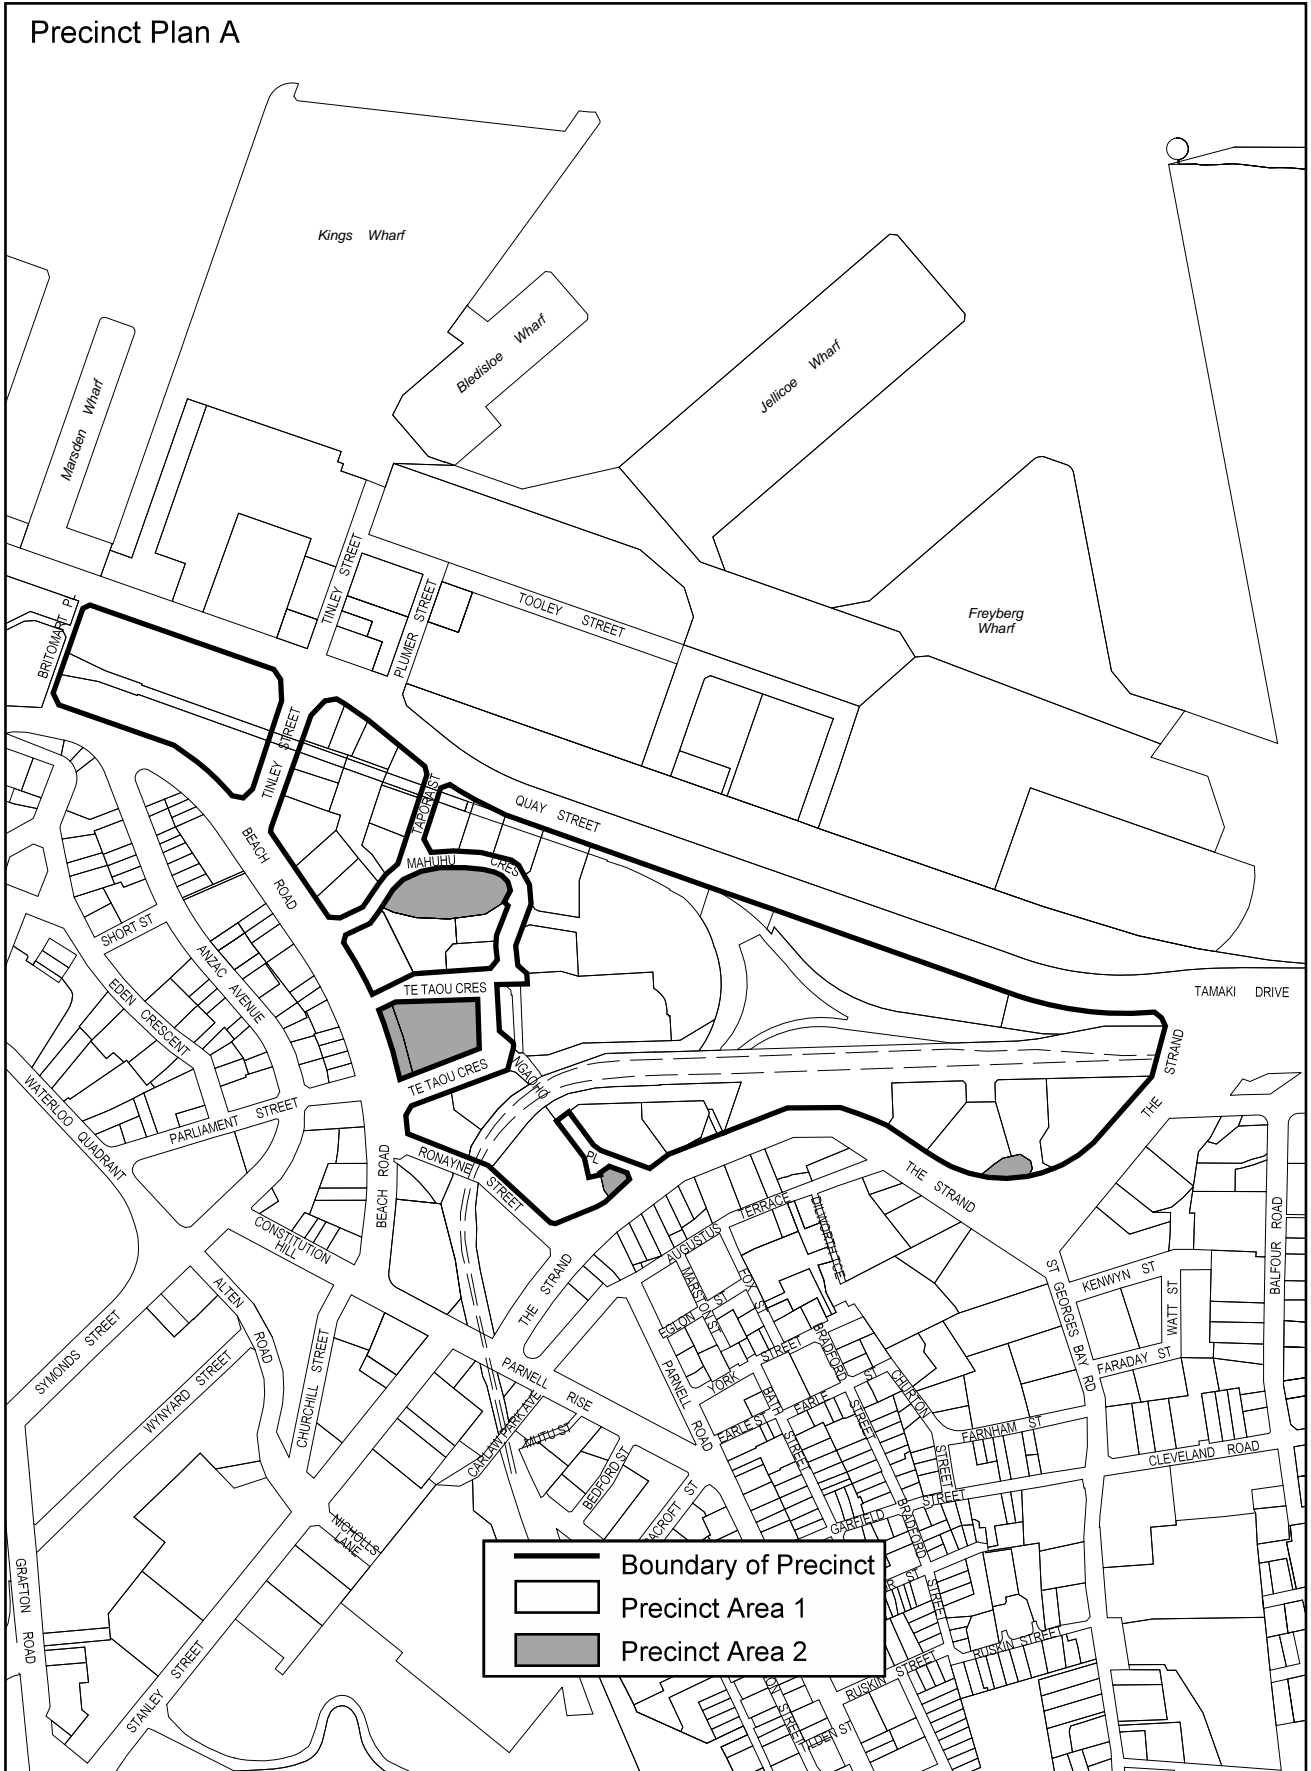 Precinct Plan A
Kings Wharf
Bledisloe Wharf
Marsden Wharf
Jellicoe Wharf
Freyberg
Wharf
TINLEY STREET
PLUMER STREET
TOOLEY STREET
BRITOMART PL
TINLEY STREET
TAPORA ST
QUAY STREET
MAHUHU CRES
BEACH ROAD
SHORT ST
ANZAC AVENUE
EDEN CRESCENT
TE TAOU CRES
TAMAKI DRIVE
THE STRAND
TE TAOU CRES
NGAOHO PL
WATERLOO QUADRANT
PARLIAMENT STREET
RONAYNE STREET
BEACH ROAD
CONSTITUTION
HILL
THE STRAND
AUGUSTUS TERRACE
DILWORTH TCE
BALFOUR ROAD
KENWYN ST
ST GEORGES BAY RD
WATT ST
FARADAY ST
ALTEN ROAD
THE STRAND
MARSTON ST
FOX ST
EGLON ST
SYMONDS STREET
WYNYARD STREET
CHURCHILL STREET
PARNELL RISE
PARNELL ROAD
YORK STREET
BRADFORD STREET
BATH STREET
EARLE ST
EARLE
CHURTON STREET
FARNHAM ST
CLEVELAND ROAD
CARLAW PARK AVE
MUTU ST
BEDFORD ST
GARFIELD STREET
BRADFORD ST
NICHOLLS
LANE
GRAFTON ROAD
STANLEY STREET
RUSKIN STREET
RUSKIN STREET
TILDEN ST
Boundary of Precinct
Precinct Area 1
Precinct Area 2